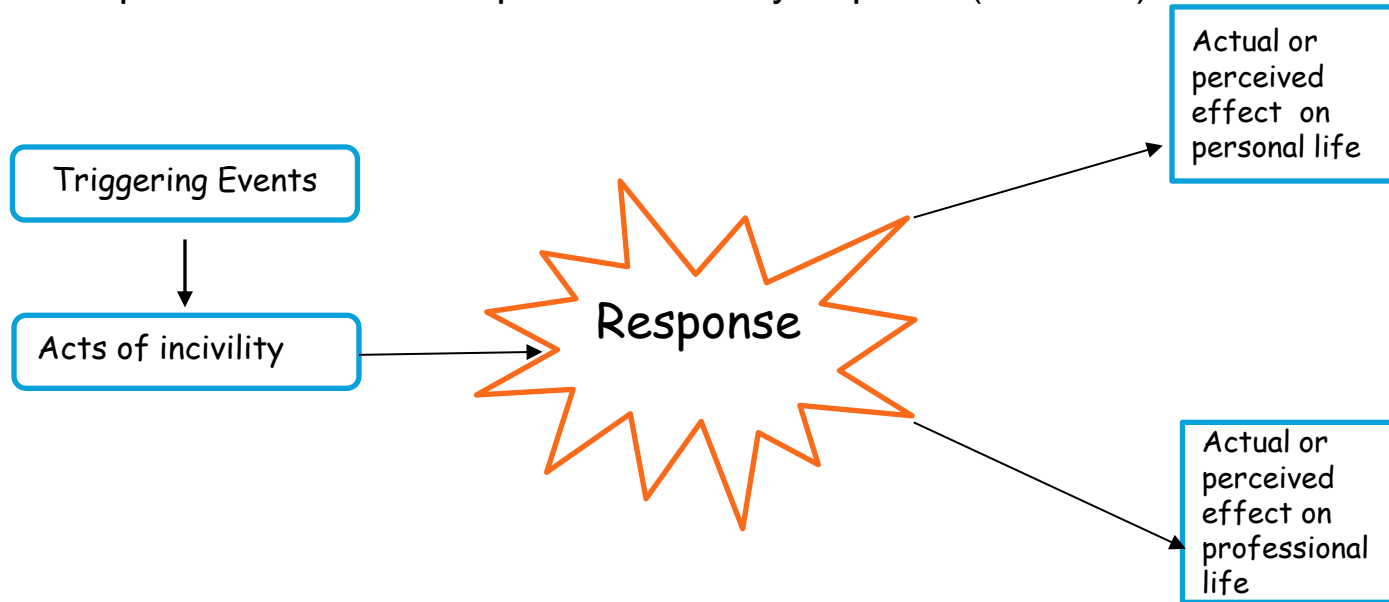 Triggering Events
Acts of incivility
Response
Actual or
perceived
effect on
personal life
Actual or
perceived
effect on
professional
life